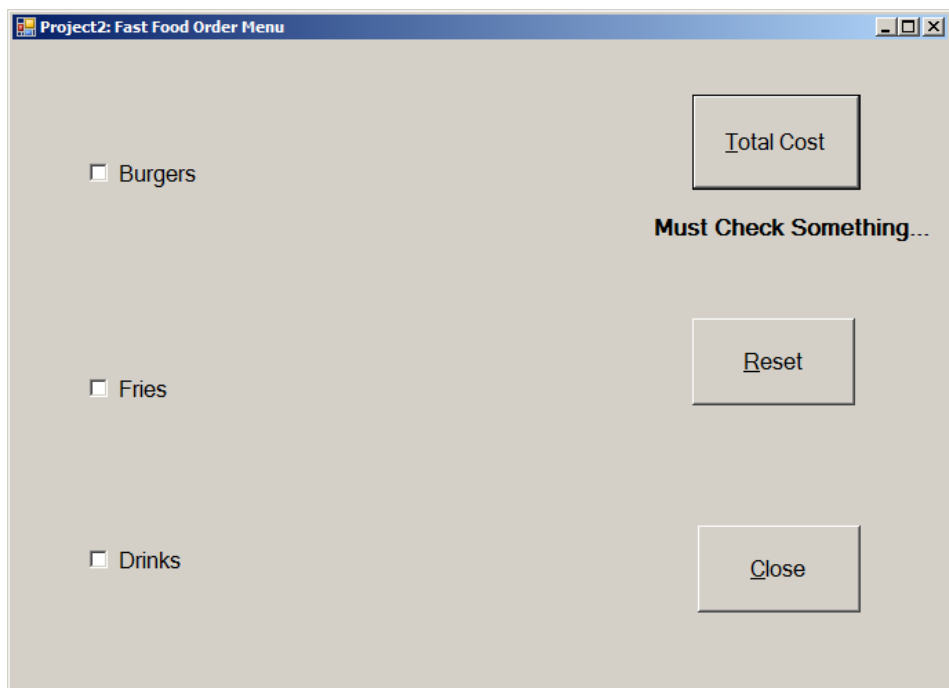 Project2: Fast Food Order Menu
Total Cost
Burgers
Must Check Something...
Reset
Fries
Drinks
Close